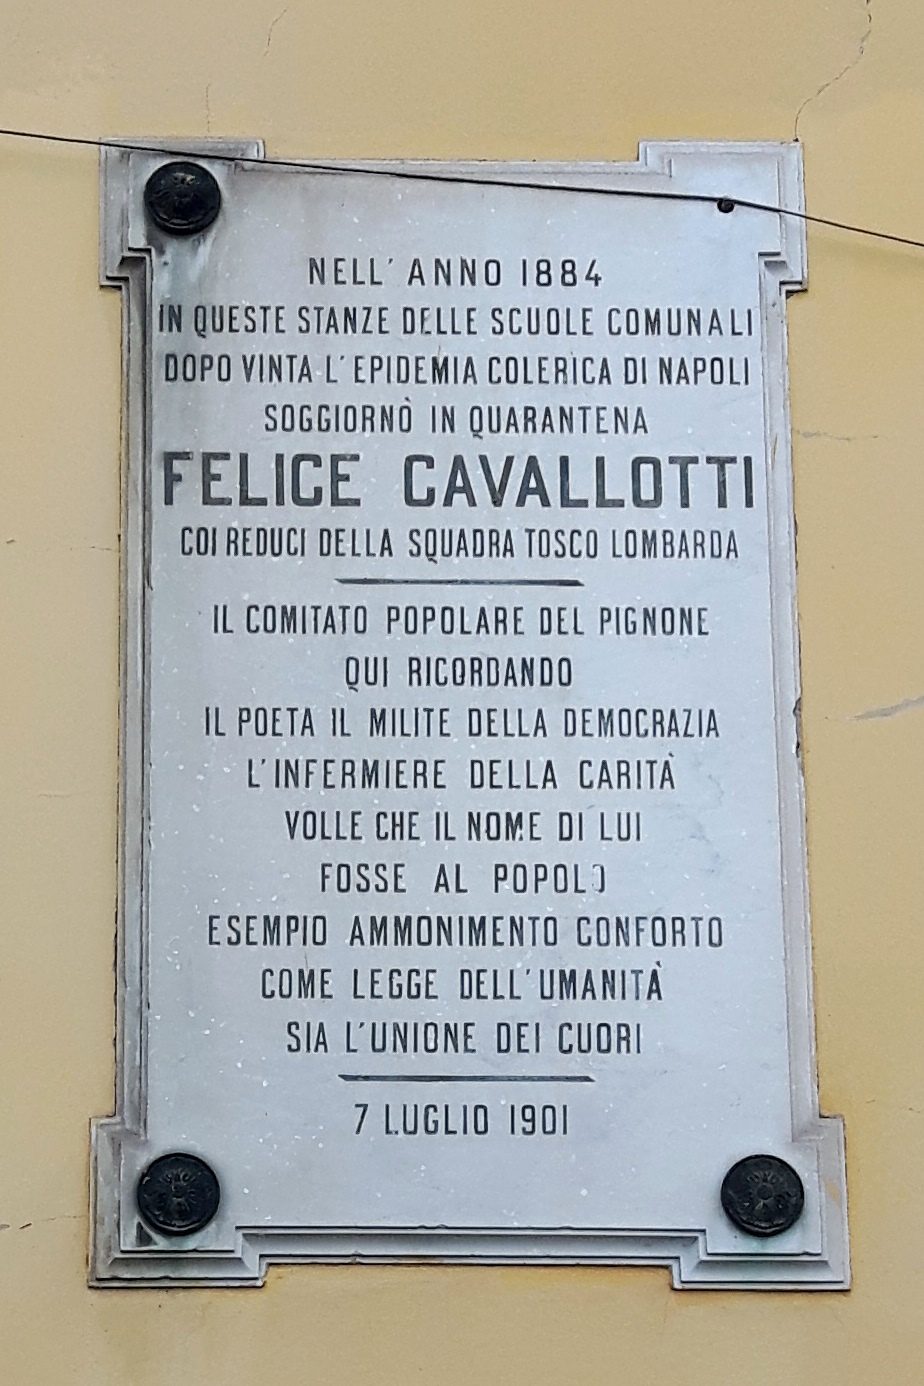 NELL'ANNO 1884
IN QUESTE STANZE DELLE SCUOLE COMUNALI
DOPO VINTA L'EPIDEMIA COLERICA DI NAPOLI
SOGGIORNÒ IN QUARANTENA
FELICE CAVALLOTTI
COI REDUCI DELLA SQUADRA TOSCO LOMBARDA
IL COMITATO POPOLARE DEL PIGNONE
QUI RICORDANDO
IL POETA IL MILITE DELLA DEMOCRAZIA
L'INFERMIERE DELLA CARITÀ
VOLLE CHE IL NOME DI LUI
FOSSE AL POPOLO
ESEMPIO AMMONIMENTO CONFORTO
COME LEGGE DELL'UMANITÀ
SIA L'UNIONE DEI CUORI
7 LUGLIO 1901